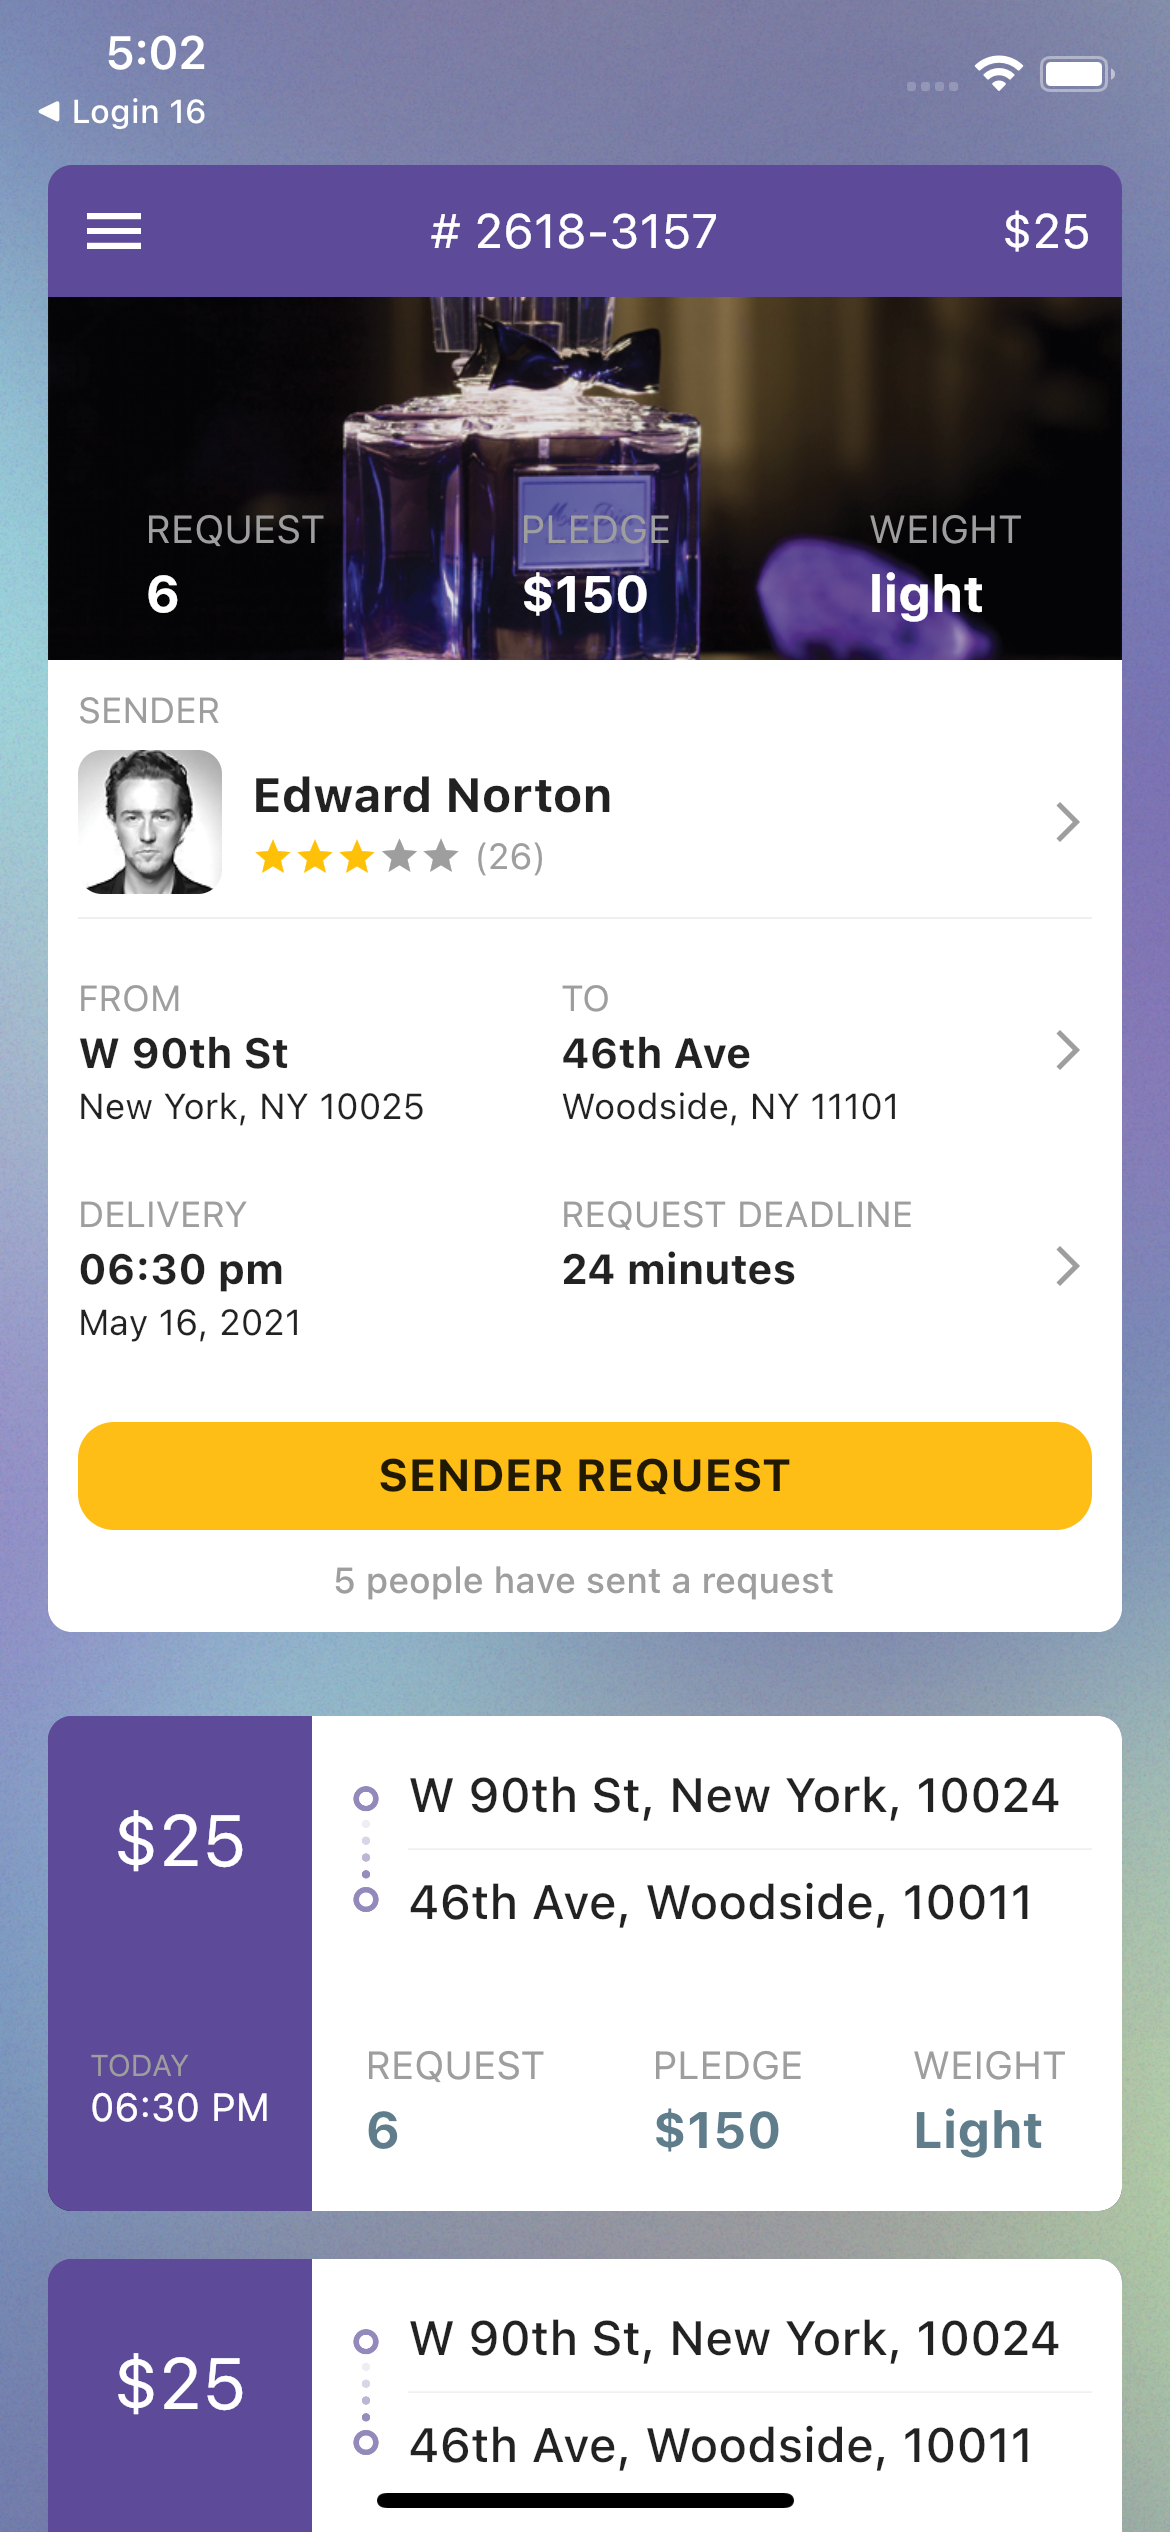 5:02
◀ Login 16
# 2618-3157
$25
REQUEST
PLEDGE
WEIGHT
6
$150
light
SENDER
Edward Norton
(26)
FROM
TO
W 90th St
46th Ave
New York, NY 10025
Woodside, NY 11101
DELIVERY
REQUEST DEADLINE
06:30 pm
24 minutes
May 16, 2021
SENDER REQUEST
5 people have sent a request
$25
W 90th St, New York, 10024
46th Ave, Woodside, 10011
TODAY
06:30 PM
REQUEST
PLEDGE
WEIGHT
6
$150
Light
$25
W 90th St, New York, 10024
46th Ave, Woodside, 10011